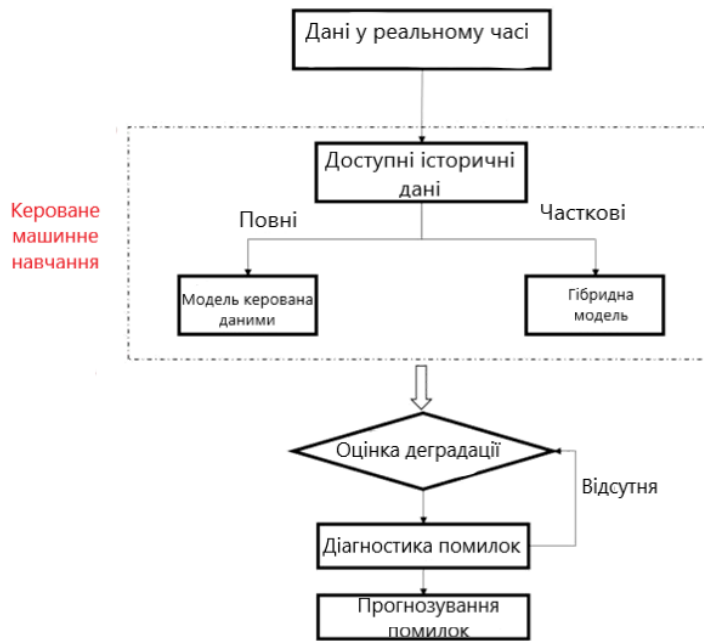 Дані у реальному часі
Доступні історичні
дані
Кероване
машинне
навчання
Повні
Часткові
Модель керована
даними
Гібридна
модель
Оцінка деградації
Відсутня
Діагностика помилок
Прогнозування
помилок